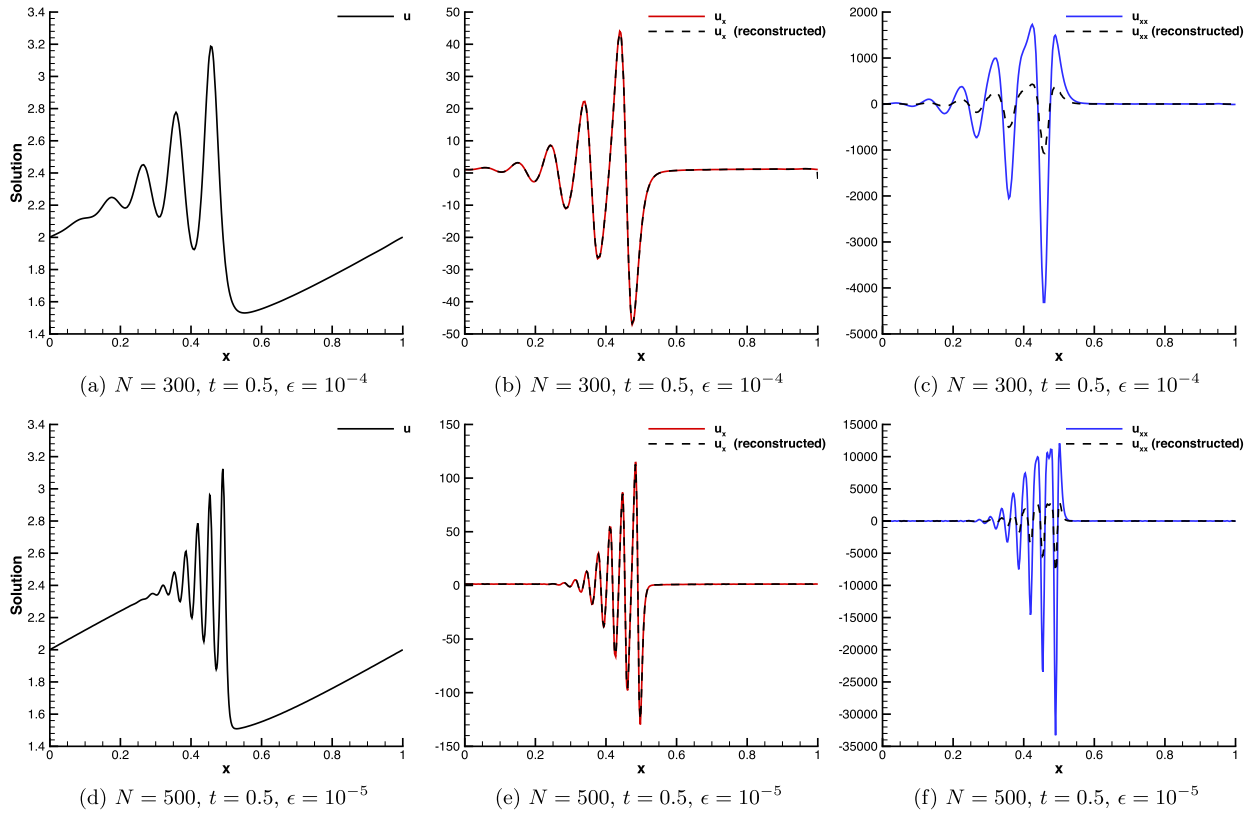 u
Solution
3.4
3.2
3
2.8
2.6
2.4
2.2
2
1.8
1.6
1.4
0 0.2 0.4 0.6 0.8 1
x
(a) N = 300, t = 0.5, ϵ = 10⁻⁴
uₓ
uₓ (reconstructed)
50
40
30
20
10
0
-10
-20
-30
-40
-50
0 0.2 0.4 0.6 0.8 1
x
(b) N = 300, t = 0.5, ϵ = 10⁻⁴
uₓₓ
uₓₓ (reconstructed)
2000
1000
0
-1000
-2000
-3000
-4000
-5000
0 0.2 0.4 0.6 0.8 1
x
(c) N = 300, t = 0.5, ϵ = 10⁻⁴
u
Solution
3.4
3.2
3
2.8
2.6
2.4
2.2
2
1.8
1.6
1.4
0 0.2 0.4 0.6 0.8 1
x
(d) N = 500, t = 0.5, ϵ = 10⁻⁵
uₓ
uₓ (reconstructed)
150
100
50
0
-50
-100
-150
0 0.2 0.4 0.6 0.8 1
x
(e) N = 500, t = 0.5, ϵ = 10⁻⁵
uₓₓ
uₓₓ (reconstructed)
15000
10000
5000
0
-5000
-10000
-15000
-20000
-25000
-30000
-35000
0 0.2 0.4 0.6 0.8 1
x
(f) N = 500, t = 0.5, ϵ = 10⁻⁵